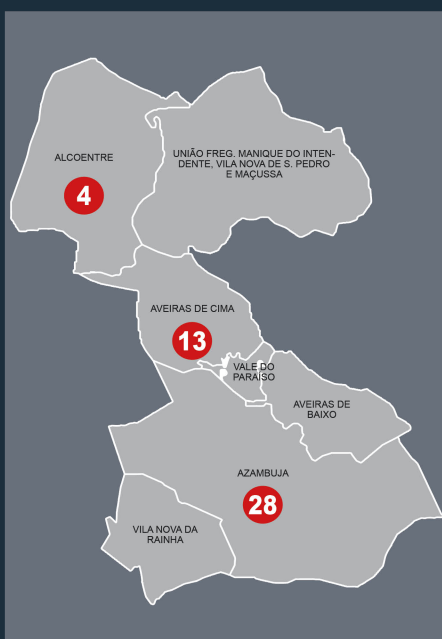 ALCOENTRE
4
UNIÃO FREG. MANIQUE DO INTEN-
DENTE, VILA NOVA DE S. PEDRO
E MAÇUSSA
AVEIRAS DE CIMA
13
VALE DO
PARAÍSO
AVEIRAS DE
BAIXO
AZAMBUJA
28
VILA NOVA DA
RAINHA